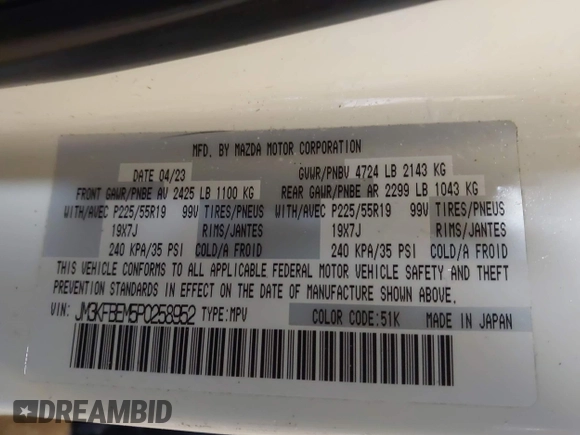 MFD. BY MAZDA MOTOR CORPORATION
DATE 04/23 GVWR/PNBV 4724 LB 2143 KG
FRONT GAWR/PNBE AV 2425 LB 1100 KG REAR GAWR/PNBE AR 2299 LB 1043 KG
WITH/AVEC P225/55R19 99V TIRES/PNEUS WITH/AVEC P225/55R19 99V TIRES/PNEUS
19X7J RIMS/JANTES 19X7J RIMS/JANTES
240 KPA/35 PSI COLD/A FROID 240 KPA/35 PSI COLD/A FROID
THIS VEHICLE CONFORMS TO ALL APPLICABLE FEDERAL MOTOR VEHICLE SAFETY AND THEFT
PREVENTION STANDARDS IN EFFECT ON THE DATE OF MANUFACTURE SHOWN ABOVE.
VIN: JM3KFBEM5P0258952 TYPE:MPV COLOR CODE:51K MADE IN JAPAN
DREAMBID